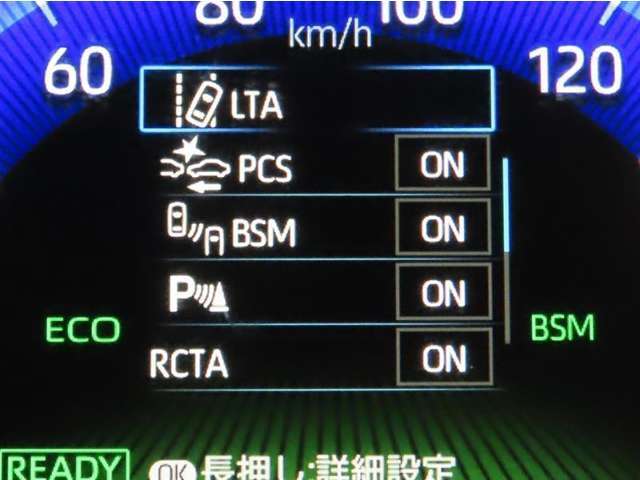 80 100
km/h
60 120
LTA
PCS ON
BSM ON
P ON
ECO BSM
RCTA ON
READY OK 長押し:詳細設定